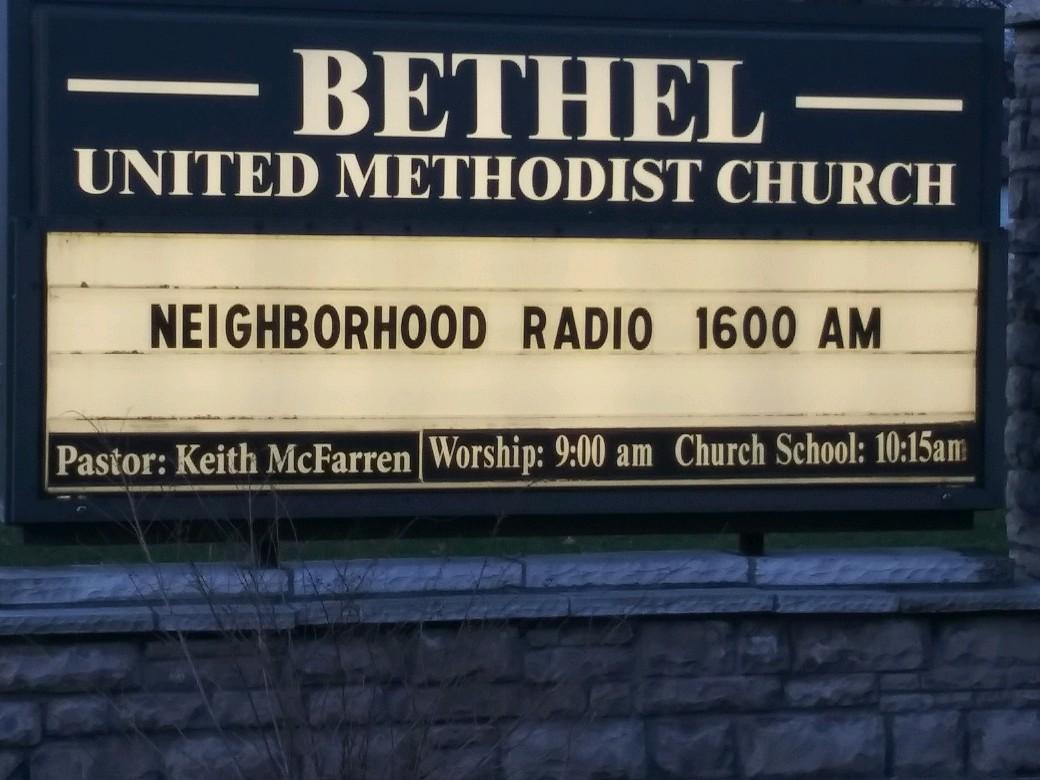 BETHEL
UNITED METHODIST CHURCH
NEIGHBORHOOD RADIO 1600 AM
Pastor: Keith McFarren Worship: 9:00 am Church School: 10:15am